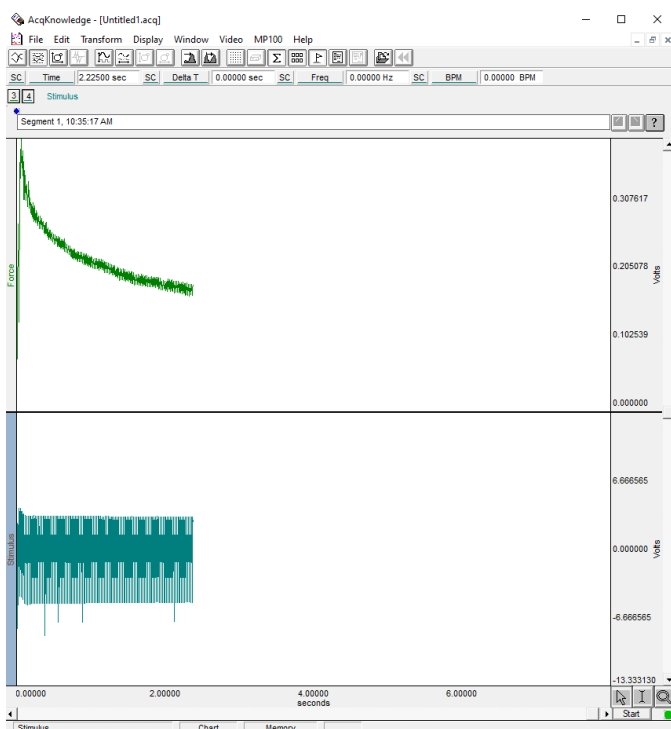 AcqKnowledge - [Untitled1.acq]
File Edit Transform Display Window Video MP100 Help
SC Time 2.22500 sec SC Delta T 0.00000 sec SC Freq 0.00000 Hz SC BPM 0.00000 BPM
3 4 Stimulus
Segment 1, 10:35:17 AM
?
Force
0.307617
0.205078
0.102539
0.000000
Volts
Stimulus
6.666565
0.000000
-6.666565
-13.333130
Volts
0.00000 2.00000 4.00000 6.00000
seconds
Start
Stimulus Chart Memory